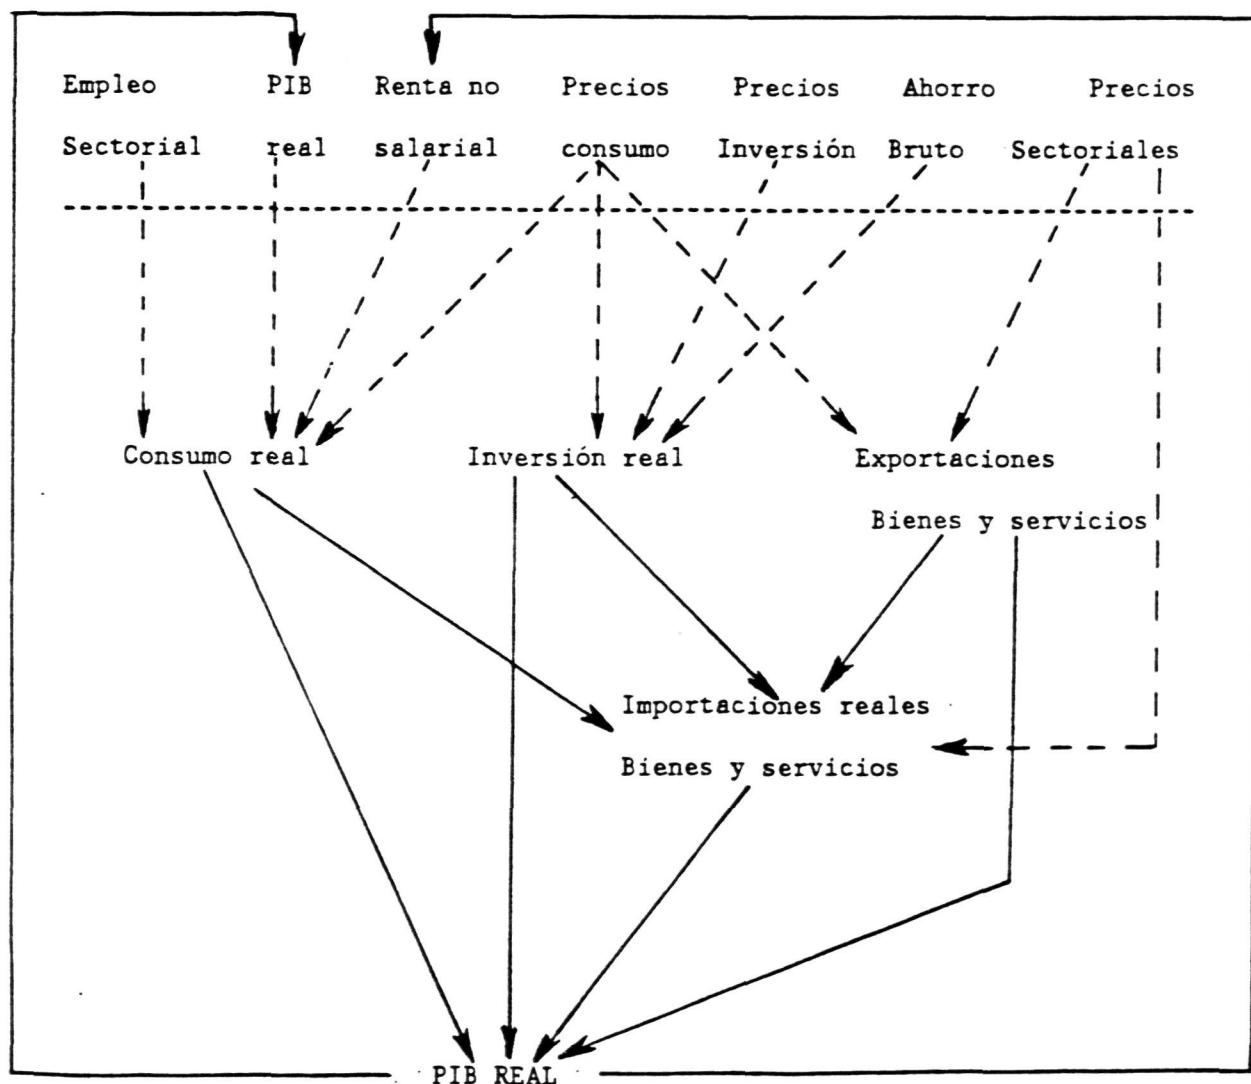 Empleo PIB Renta no Precios Precios Ahorro Precios
Sectorial real salarial consumo Inversión Bruto Sectoriales
Consumo real Inversión real Exportaciones
Bienes y servicios
Importaciones reales
Bienes y servicios
PIB REAL